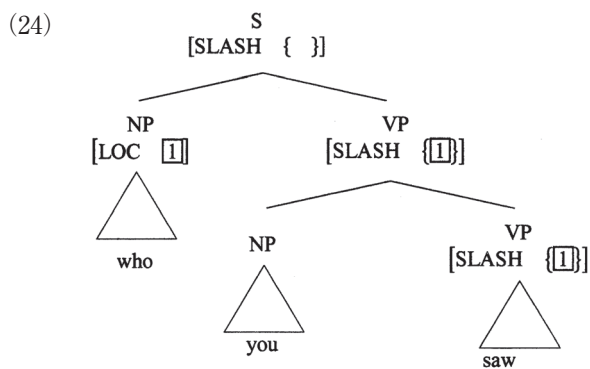 (24)
S
[SLASH { }]
NP VP
[LOC 1] [SLASH {1}]
who NP VP
[SLASH {1}]
you
saw